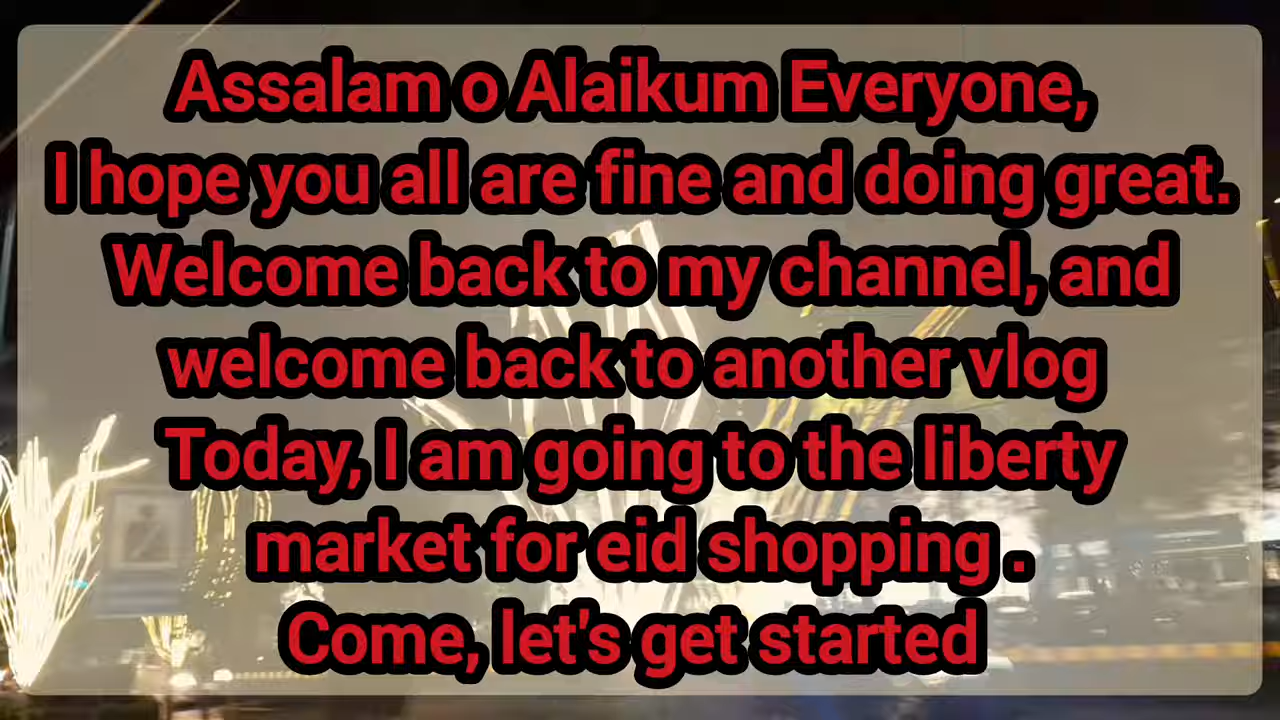 Assalam o Alaikum Everyone,
I hope you all are fine and doing great.
Welcome back to my channel, and
welcome back to another vlog
Today, I am going to the liberty
market for eid shopping .
Come, let's get started